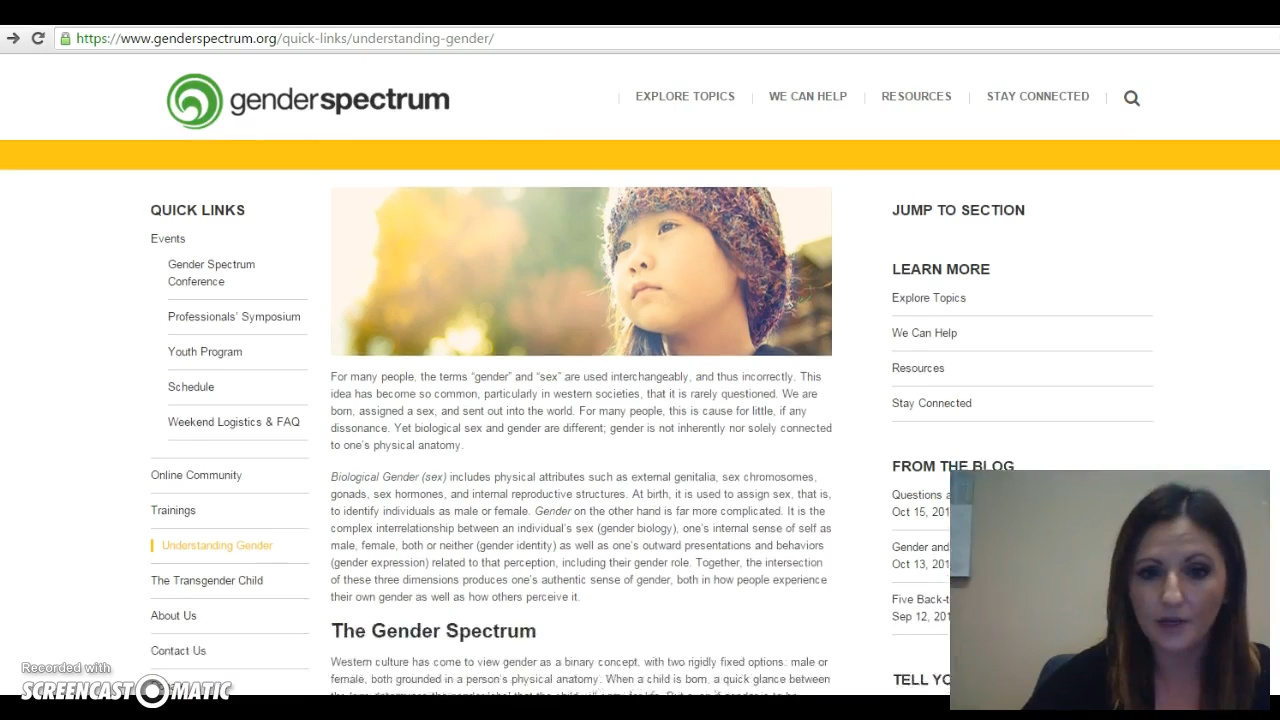 https://www.genderspectrum.org/quick-links/understanding-gender/
genderspectrum
EXPLORE TOPICS
WE CAN HELP
RESOURCES
STAY CONNECTED
QUICK LINKS
Events
Gender Spectrum
Conference
Professionals' Symposium
Youth Program
Schedule
Weekend Logistics & FAQ
Online Community
Trainings
Understanding Gender
The Transgender Child
About Us
Contact Us
For many people, the terms “gender” and “sex” are used interchangeably, and thus incorrectly. This
idea has become so common, particularly in western societies, that it is rarely questioned. We are
born, assigned a sex, and sent out into the world. For many people, this is cause for little, if any
dissonance. Yet biological sex and gender are different; gender is not inherently nor solely connected
to one's physical anatomy.
Biological Gender (sex) includes physical attributes such as external genitalia, sex chromosomes,
gonads, sex hormones, and internal reproductive structures. At birth, it is used to assign sex, that is,
to identify individuals as male or female. Gender on the other hand is far more complicated. It is the
complex interrelationship between an individual's sex (gender biology), one's internal sense of self as
male, female, both or neither (gender identity) as well as one's outward presentations and behaviors
(gender expression) related to that perception, including their gender role. Together, the intersection
of these three dimensions produces one's authentic sense of gender, both in how people experience
their own gender as well as how others perceive it.
The Gender Spectrum
Western culture has come to view gender as a binary concept, with two rigidly fixed options: male or
female, both grounded in a person's physical anatomy. When a child is born, a quick glance between
JUMP TO SECTION
LEARN MORE
Explore Topics
We Can Help
Resources
Stay Connected
FROM THE BLOG
Questions
Oct 15, 201
Gender and
Oct 13, 201
Five Back-t
Sep 12, 201
TELL YO
Recorded with
SCREENCAST-O-MATIC